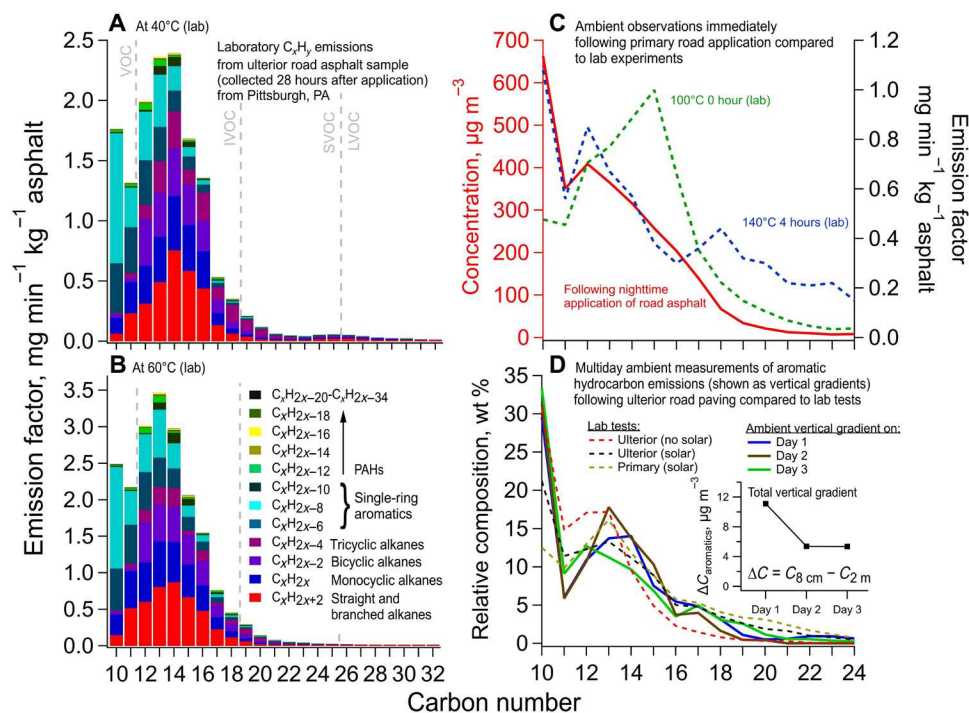 A At 40°C (lab)
Laboratory CxHy emissions
from ulterior road asphalt sample
(collected 28 hours after application)
from Pittsburgh, PA
VOC
IVOC
SVOC
LVOC
2.5
2.0
1.5
1.0
0.5
0.0
Emission factor, mg min−1 kg−1 asphalt
B At 60°C (lab)
3.5
3.0
2.5
2.0
1.5
1.0
0.5
0.0
CxH2x−20-CxH2x−34
CxH2x−18
CxH2x−16
CxH2x−14
CxH2x−12
PAHs
CxH2x−10
CxH2x−8
CxH2x−6
Single-ring
aromatics
CxH2x−4 Tricyclic alkanes
CxH2x−2 Bicyclic alkanes
CxH2x Monocyclic alkanes
CxH2x+2 Straight and
branched alkanes
10 12 14 16 18 20 22 24 26 28 30 32
C Ambient observations immediately
following primary road application compared
to lab experiments
700
600
500
400
300
200
100
0
Concentration, µg m−3
100°C 0 hour (lab)
140°C 4 hours (lab)
Following nighttime
application of road asphalt
1.2
1.0
0.8
0.6
0.4
0.2
0.0
Emission factor
mg min−1 kg−1 asphalt
D Multiday ambient measurements of aromatic
hydrocarbon emissions (shown as vertical gradients)
following ulterior road paving compared to lab tests
35
30
25
20
15
10
5
0
Relative composition, wt %
Lab tests:
Ulterior (no solar)
Ulterior (solar)
Primary (solar)
Ambient vertical gradient on:
Day 1
Day 2
Day 3
Total vertical gradient
12
8
4
0
ΔCaromatics, µg m−3
ΔC = C8 cm − C2 m
Day 1 Day 2 Day 3
10 12 14 16 18 20 22 24
Carbon number